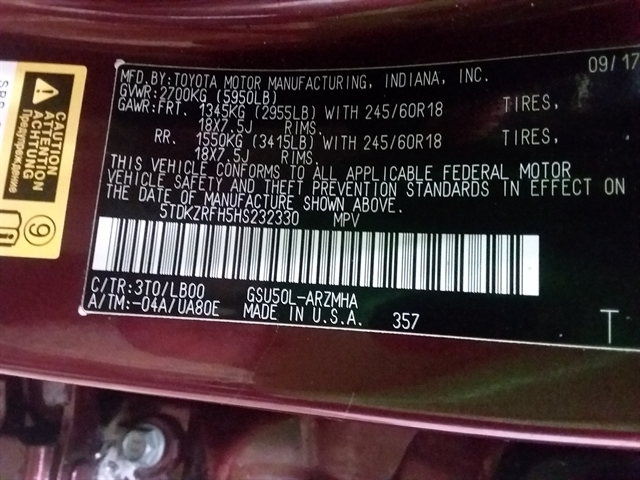 09/17
MFD.BY:TOYOTA MOTOR MANUFACTURING, INDIANA, INC.
GVWR:2700KG (5950LB)
GAWR:FRT. 1345KG (2955LB) WITH 245/60R18 TIRES,
18X7.5J RIMS.
RR. 1550KG (3415LB) WITH 245/60R18 TIRES,
18X7.5J RIMS.
THIS VEHICLE CONFORMS TO ALL APPLICABLE FEDERAL MOTOR
VEHICLE SAFETY AND THEFT PREVENTION STANDARDS IN EFFECT ON
THE DATE OF MANUFACTURE SHOWN ABOVE.
5TDKZRFH5HS232330 MPV
C/TR:3T0/LB00 GSU50L-ARZMHA
A/TM:-04A/UA80E MADE IN U.S.A. 357
T
CAUTION
ATTENTION
ACHTUNG
Предупреждение
9